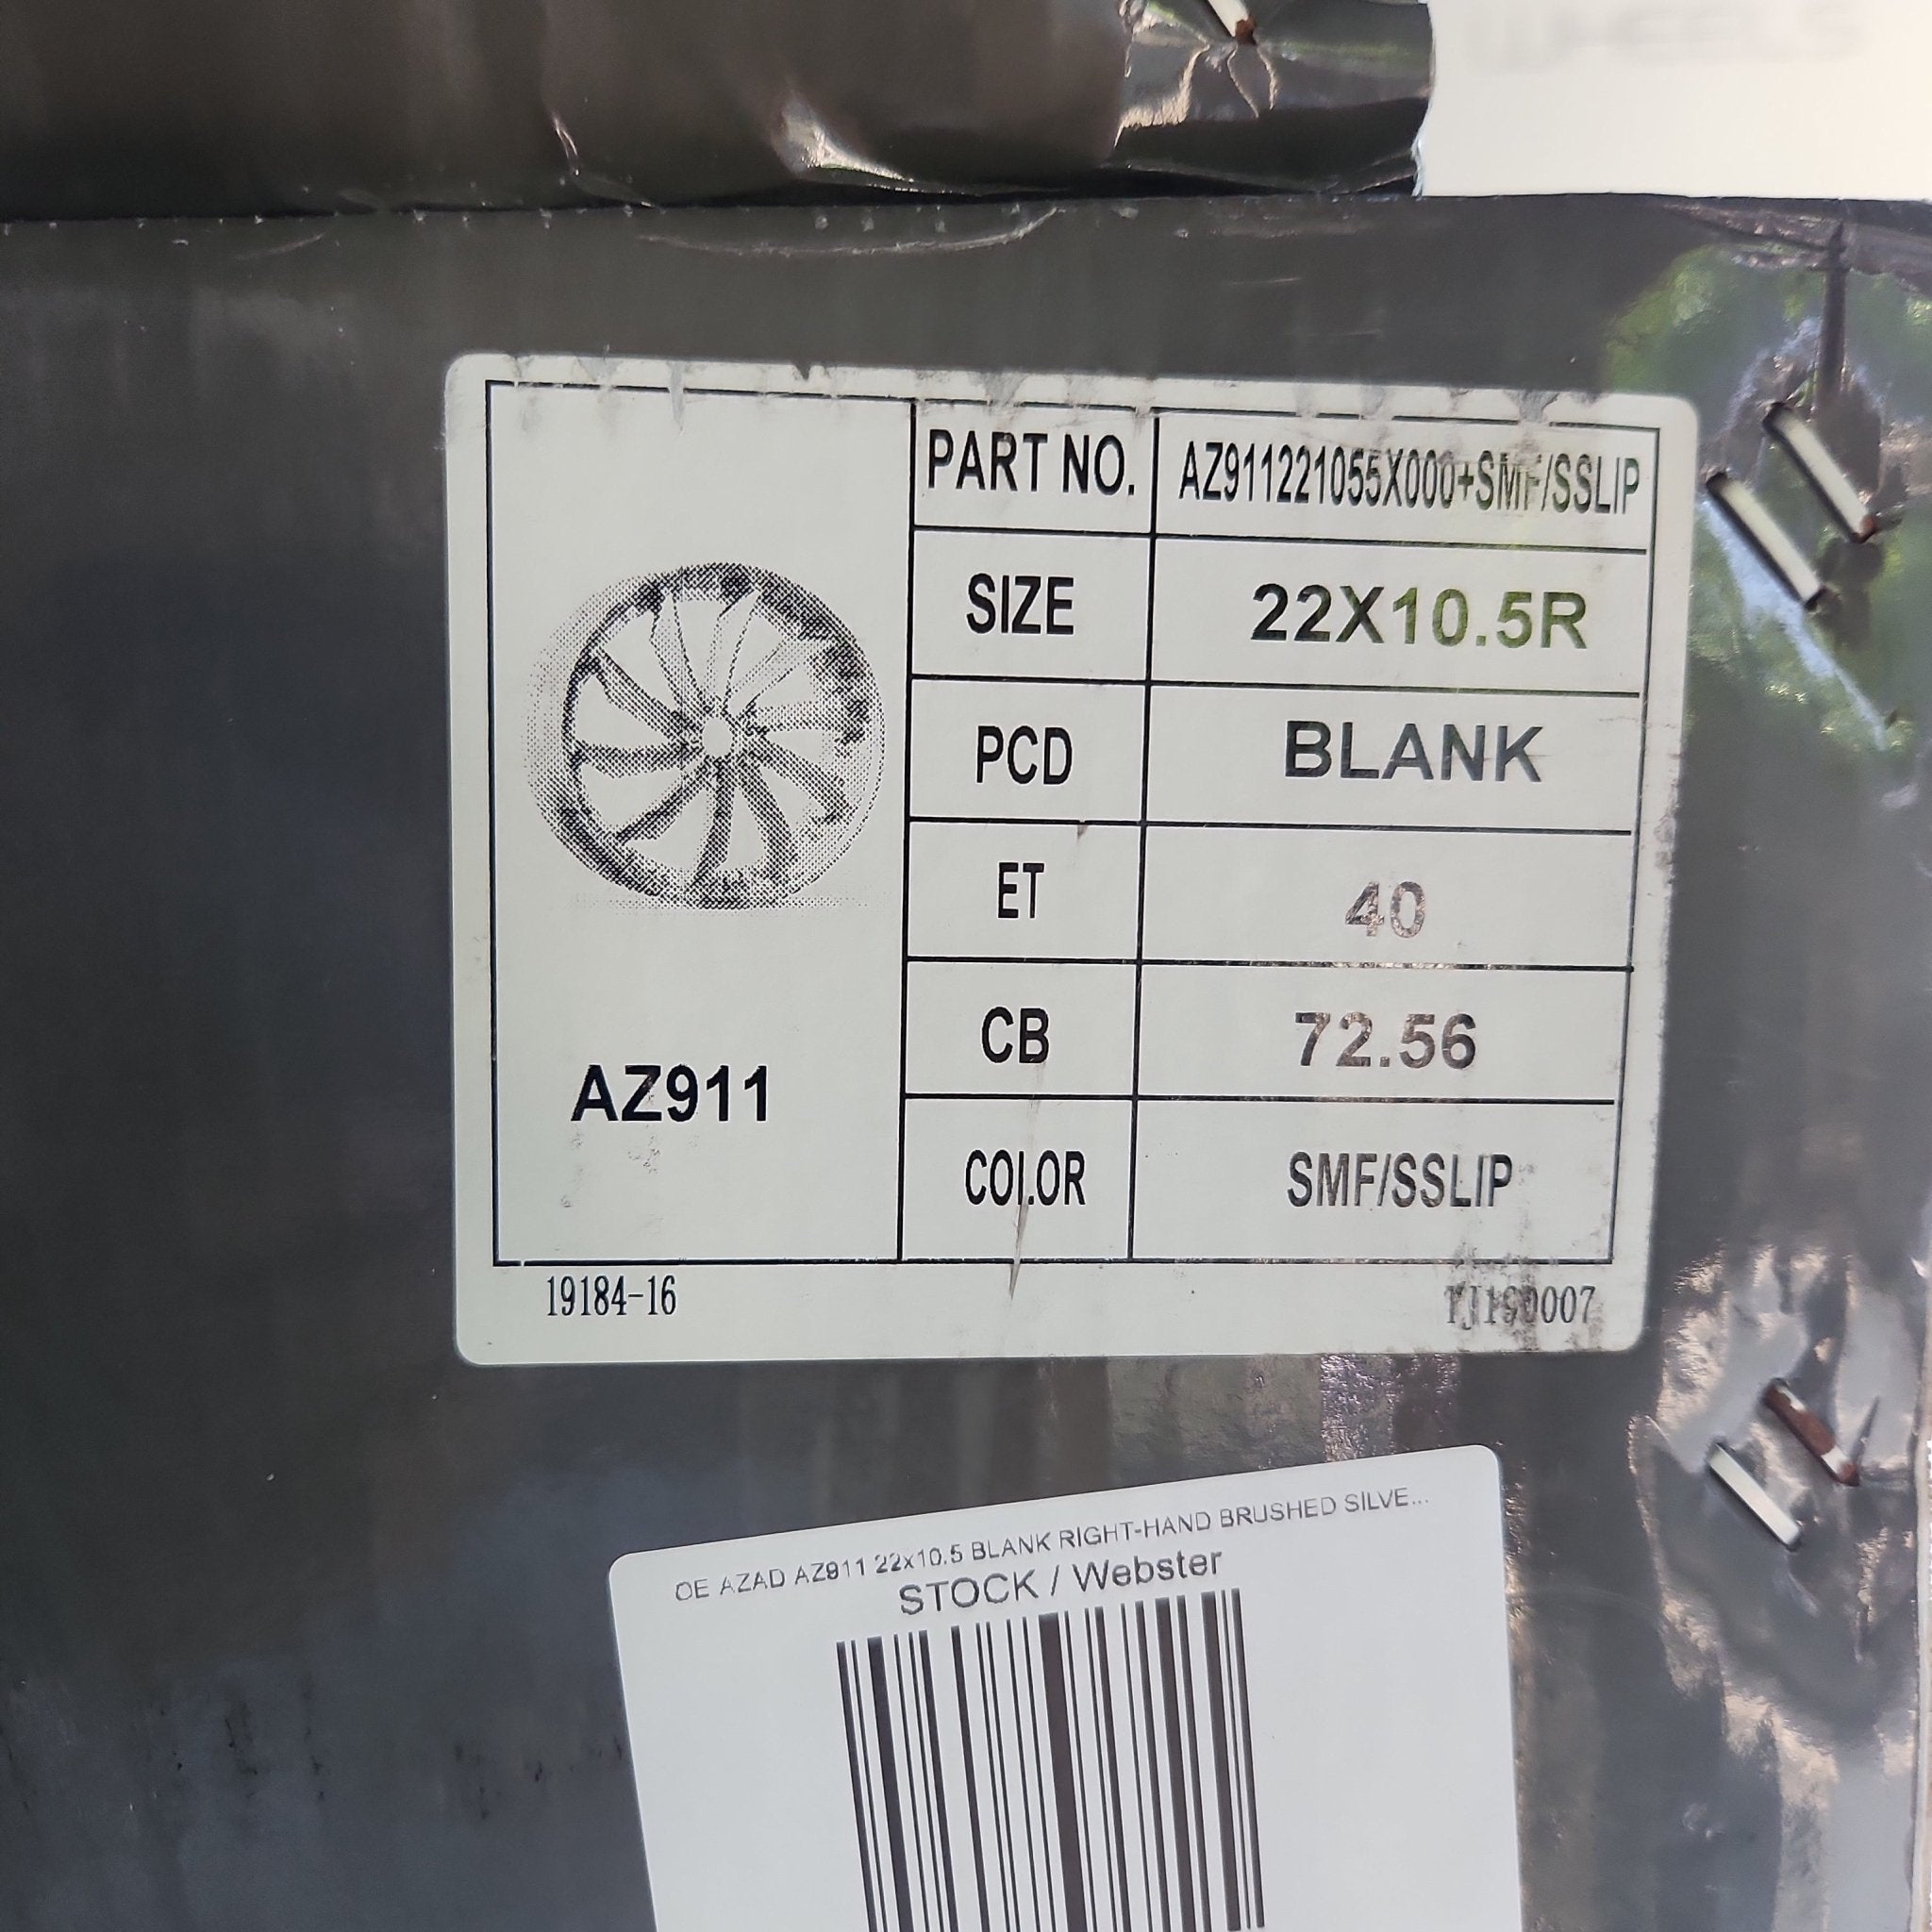 WHEELS
PART NO. AZ911221055X000+SMF/SSLIP
SIZE 22X10.5R
PCD BLANK
ET 40
CB 72.56
COLOR SMF/SSLIP
AZ911
19184-16
OE AZAD AZ911 22x10.5 BLANK RIGHT-HAND BRUSHED SILVE...
STOCK / Webster